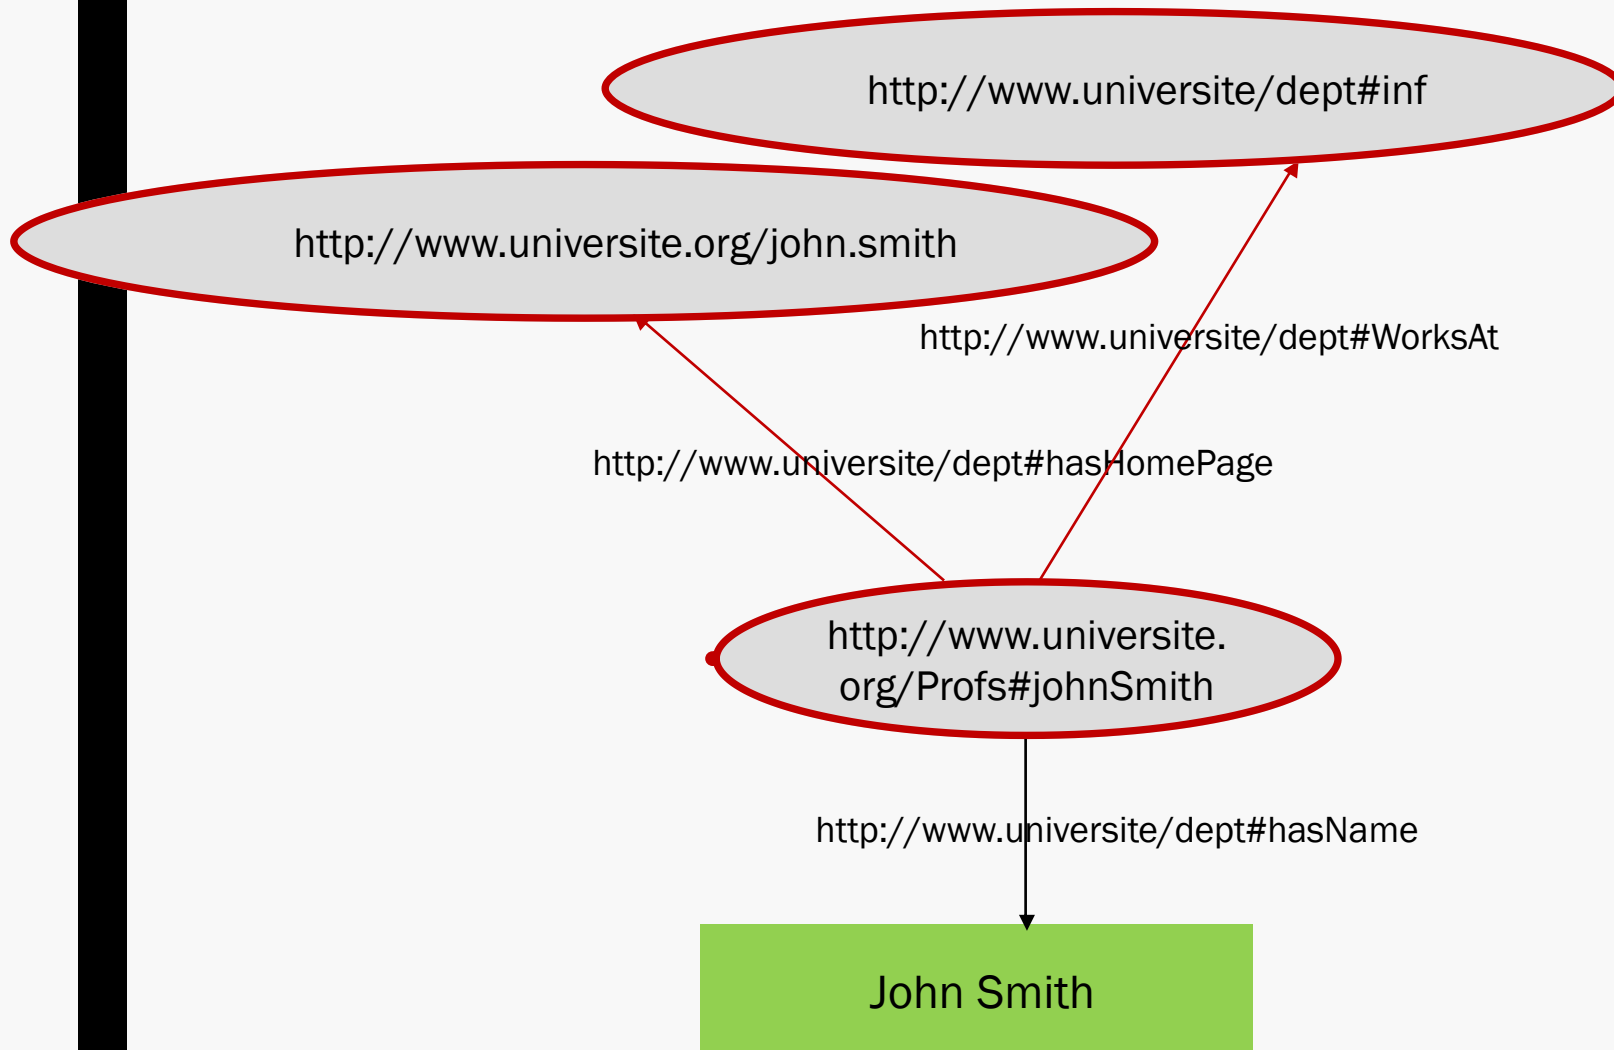 http://www.universite/dept#inf
http://www.universite.org/john.smith
http://www.universite/dept#WorksAt
http://www.universite/dept#hasHomePage
http://www.universite.
org/Profs#johnSmith
http://www.universite/dept#hasName
John Smith